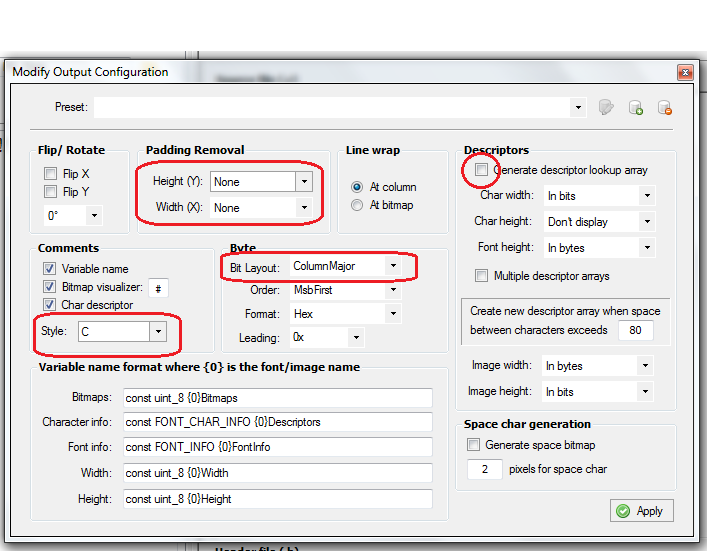 Modify Output Configuration
Preset:
Flip/ Rotate
Flip X
Flip Y
0°
Padding Removal
Height (Y): None
Width (X): None
Line wrap
At column
At bitmap
Descriptors
Generate descriptor lookup array
Char width: In bits
Char height: Don't display
Font height: In bytes
Multiple descriptor arrays
Create new descriptor array when space
between characters exceeds 80
Image width: In bytes
Image height: In bits
Comments
Variable name
Bitmap visualizer: #
Char descriptor
Style: C
Byte
Bit Layout: ColumnMajor
Order: MsbFirst
Format: Hex
Leading: 0x
Variable name format where {0} is the font/image name
Bitmaps: const uint_8 {0}Bitmaps
Character info: const FONT_CHAR_INFO {0}Descriptors
Font info: const FONT_INFO {0}FontInfo
Width: const uint_8 {0}Width
Height: const uint_8 {0}Height
Space char generation
Generate space bitmap
2 pixels for space char
Apply